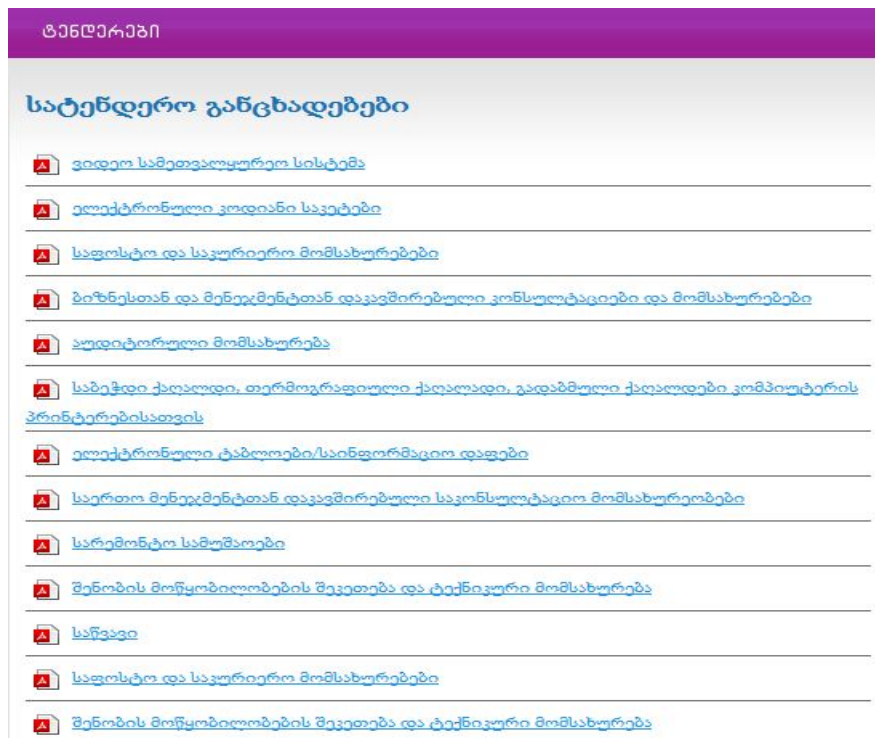 ტენდერები
სატენდერო განცხადებები
ვიდეო სამეთვალყურეო სისტემა
ელექტრონული კოდიანი საკეტები
საფოსტო და საკურიერო მომსახურებები
ბიზნესთან და მენეჯმენტთან დაკავშირებული კონსულტაციები და მომსახურებები
აუდიტორული მომსახურება
საბეჭდი ქაღალდი, თერმოგრაფიული ქაღალადი, გადაბმული ქაღალდები კომპიუტერის
პრინტერებისათვის
ელექტრონული ტაბლოები/საინფორმაციო დაფები
საერთო მენეჯმენტთან დაკავშირებული საკონსულტაციო მომსახურეობები
სარემონტო სამუშაოები
შენობის მოწყობილობების შეკეთება და ტექნიკური მომსახურება
საწვავი
საფოსტო და საკურიერო მომსახურებები
შენობის მოწყობილობების შეკეთება და ტექნიკური მომსახურება